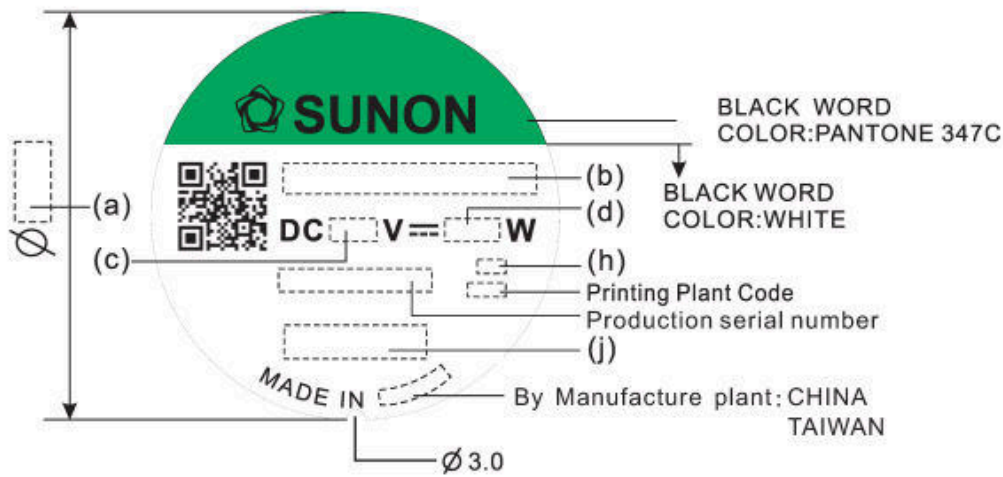 SUNON
BLACK WORD
COLOR:PANTONE 347C
BLACK WORD
COLOR:WHITE
(a)
Ø
(b)
DC V⎓ W
(d)
(c)
(h)
Printing Plant Code
Production serial number
(j)
MADE IN
By Manufacture plant: CHINA
TAIWAN
Ø 3.0